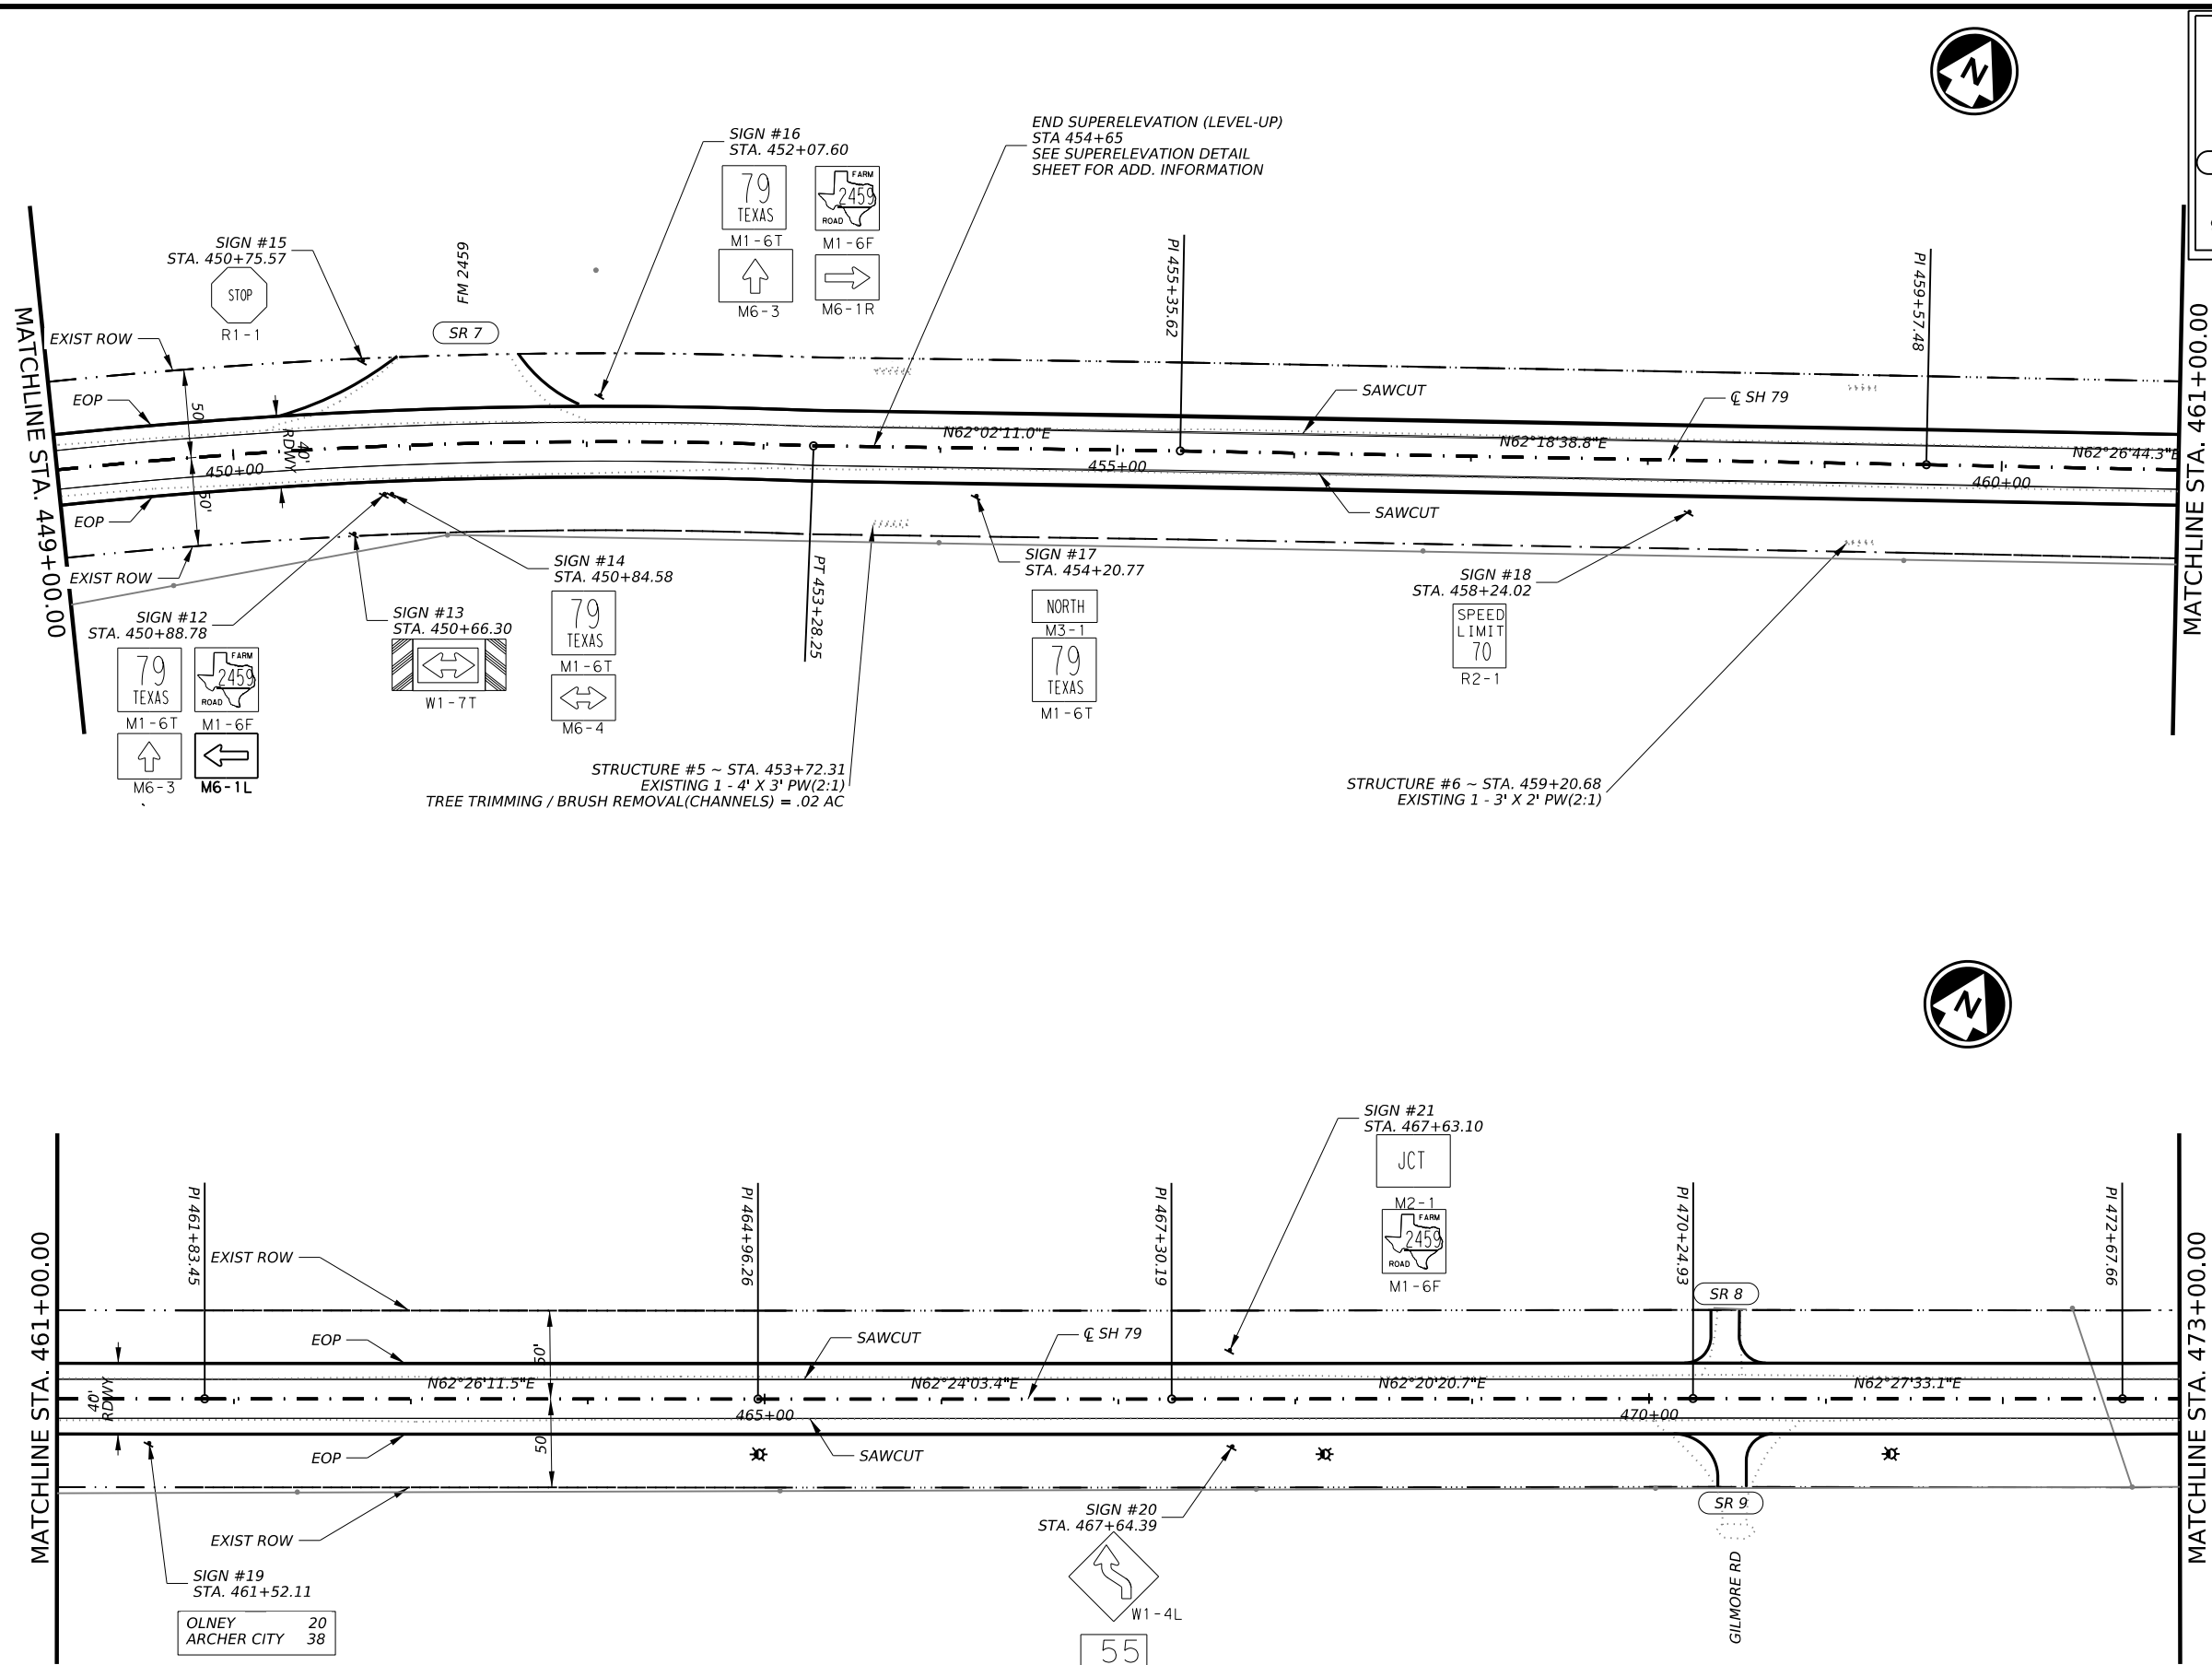 N
SIGN #16
STA. 452+07.60
79
TEXAS
M1-6T
FARM
2459
ROAD
M1-6F
M6-3
M6-1R
END SUPERELEVATION (LEVEL-UP)
STA 454+65
SEE SUPERELEVATION DETAIL
SHEET FOR ADD. INFORMATION
SIGN #15
STA. 450+75.57
STOP
R1-1
FM 2459
SR 7
PI 455+35.62
PI 459+57.48
MATCHLINE STA. 449+00.00
MATCHLINE STA. 461+00.00
EXIST ROW
EOP
50'
40'
RDWY
50'
450+00
N62°02'11.0"E
455+00
SAWCUT
N62°18'38.8"E
℄ SH 79
N62°26'44.3"E
460+00
EOP
EXIST ROW
SAWCUT
SIGN #12
STA. 450+88.78
79
TEXAS
M1-6T
FARM
2459
ROAD
M1-6F
M6-3
M6-1L
SIGN #13
STA. 450+66.30
W1-7T
SIGN #14
STA. 450+84.58
79
TEXAS
M1-6T
M6-4
PT 453+28.25
SIGN #17
STA. 454+20.77
NORTH
M3-1
79
TEXAS
M1-6T
SIGN #18
STA. 458+24.02
SPEED
LIMIT
70
R2-1
STRUCTURE #5 ~ STA. 453+72.31
EXISTING 1 - 4' X 3' PW(2:1)
TREE TRIMMING / BRUSH REMOVAL(CHANNELS) = .02 AC
STRUCTURE #6 ~ STA. 459+20.68
EXISTING 1 - 3' X 2' PW(2:1)
N
SIGN #21
STA. 467+63.10
JCT
M2-1
FARM
2459
ROAD
M1-6F
MATCHLINE STA. 461+00.00
MATCHLINE STA. 473+00.00
PI 461+83.45
PI 464+96.26
PI 467+30.19
PI 470+24.93
PI 472+67.66
EXIST ROW
SR 8
EOP
50'
SAWCUT
℄ SH 79
40'
RDWY
N62°26'11.5"E
N62°24'03.4"E
N62°20'20.7"E
N62°27'33.1"E
465+00
470+00
EOP
50'
SAWCUT
EXIST ROW
SR 9
GILMORE RD
SIGN #19
STA. 461+52.11
OLNEY 20
ARCHER CITY 38
SIGN #20
STA. 467+64.39
W1-4L
55